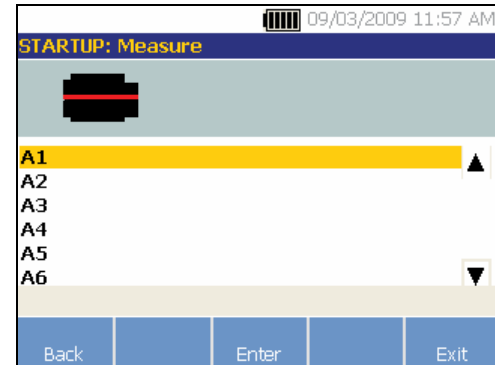 09/03/2009 11:57 AM
STARTUP: Measure
A1
A2
A3
A4
A5
A6
Back Enter Exit